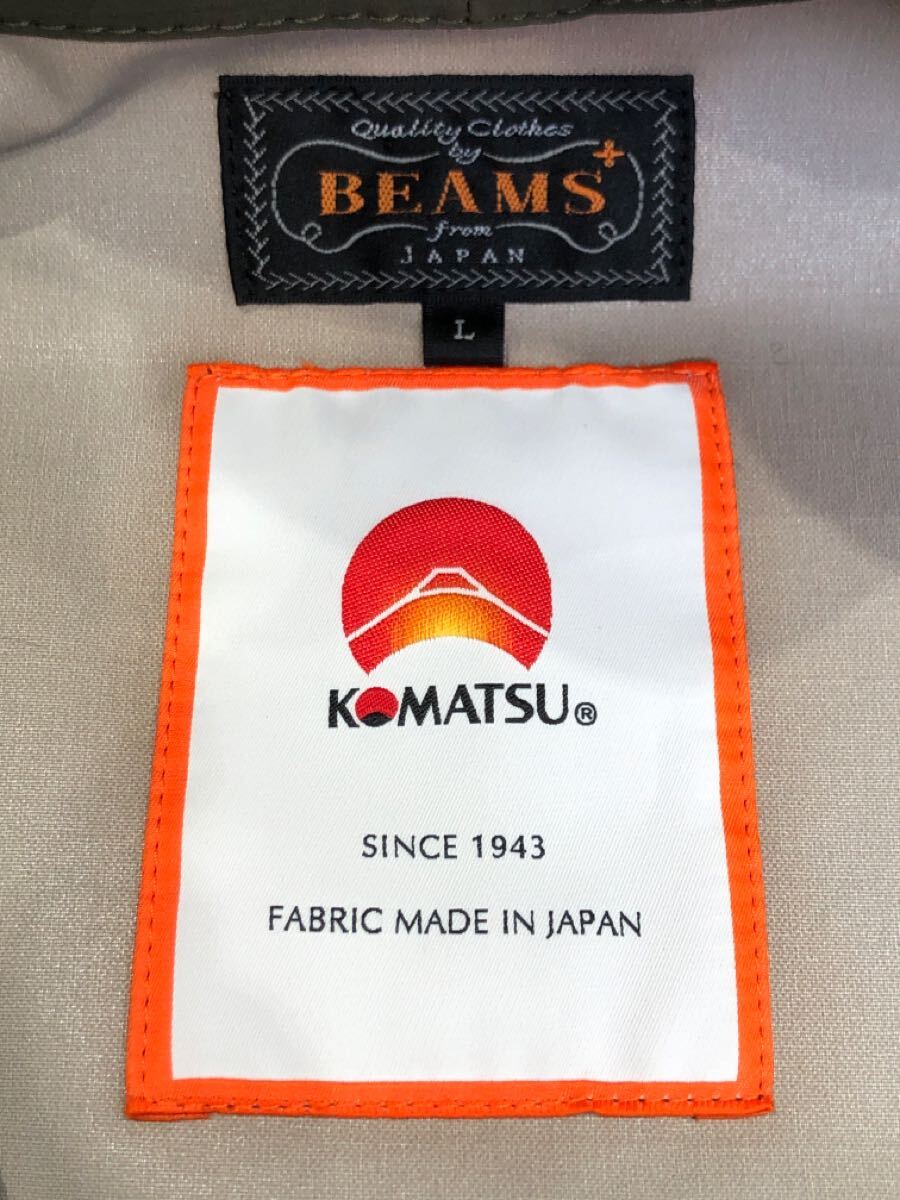 Quality Clothes
by
BEAMS+
from
JAPAN
L
KOMATSU®
SINCE 1943
FABRIC MADE IN JAPAN